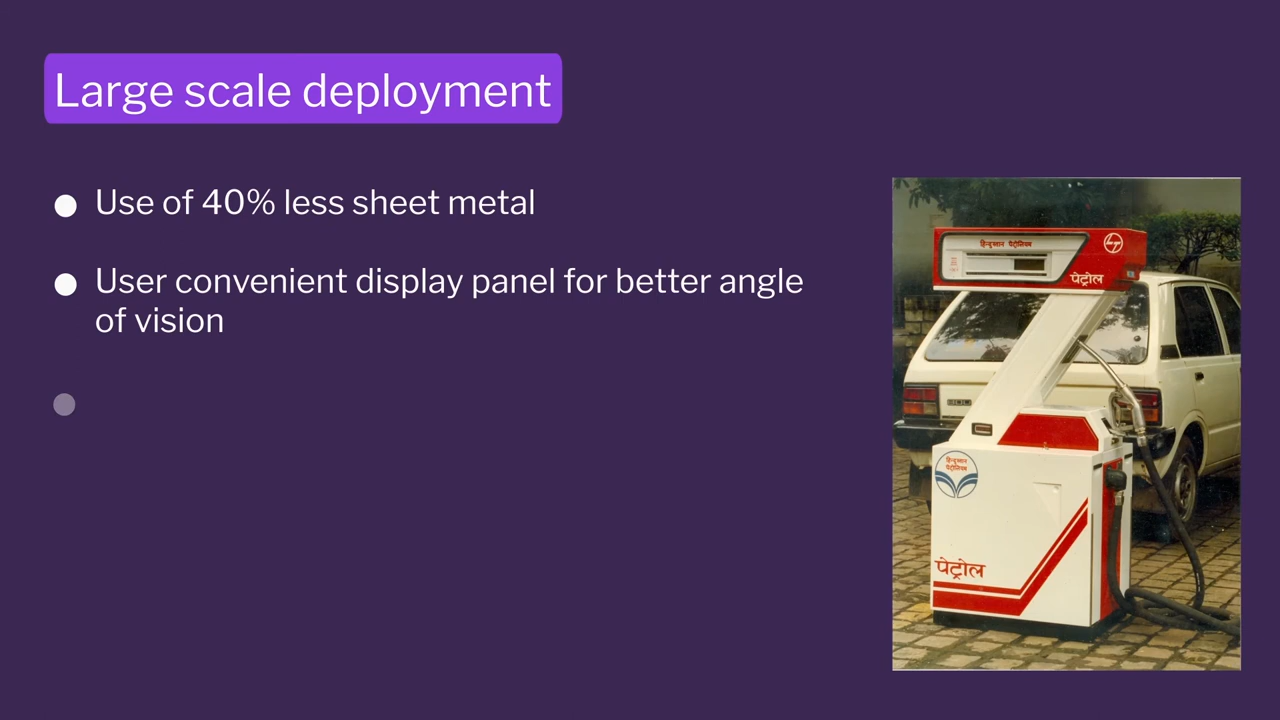 Large scale deployment
Use of 40% less sheet metal
User convenient display panel for better angle
of vision
हिन्दुस्तान पेट्रोलियम
पेट्रोल
800
हिन्दुस्तान
पेट्रोलियम
पेट्रोल